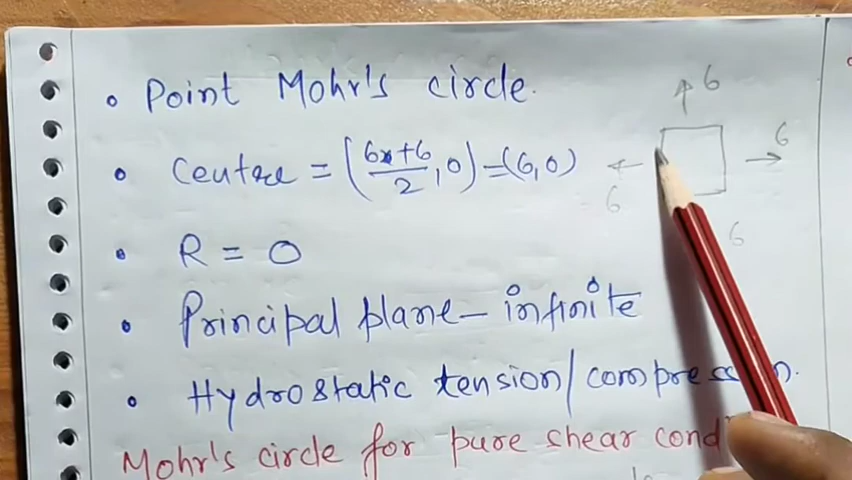 • Point Mohr's circle.
• Centre = (6x+6/2, 0) = (6, 0)
6
6
6
6
• R = 0
• Principal plane – infinite
• Hydrostatic tension/compression.
Mohr's circle for pure shear cond